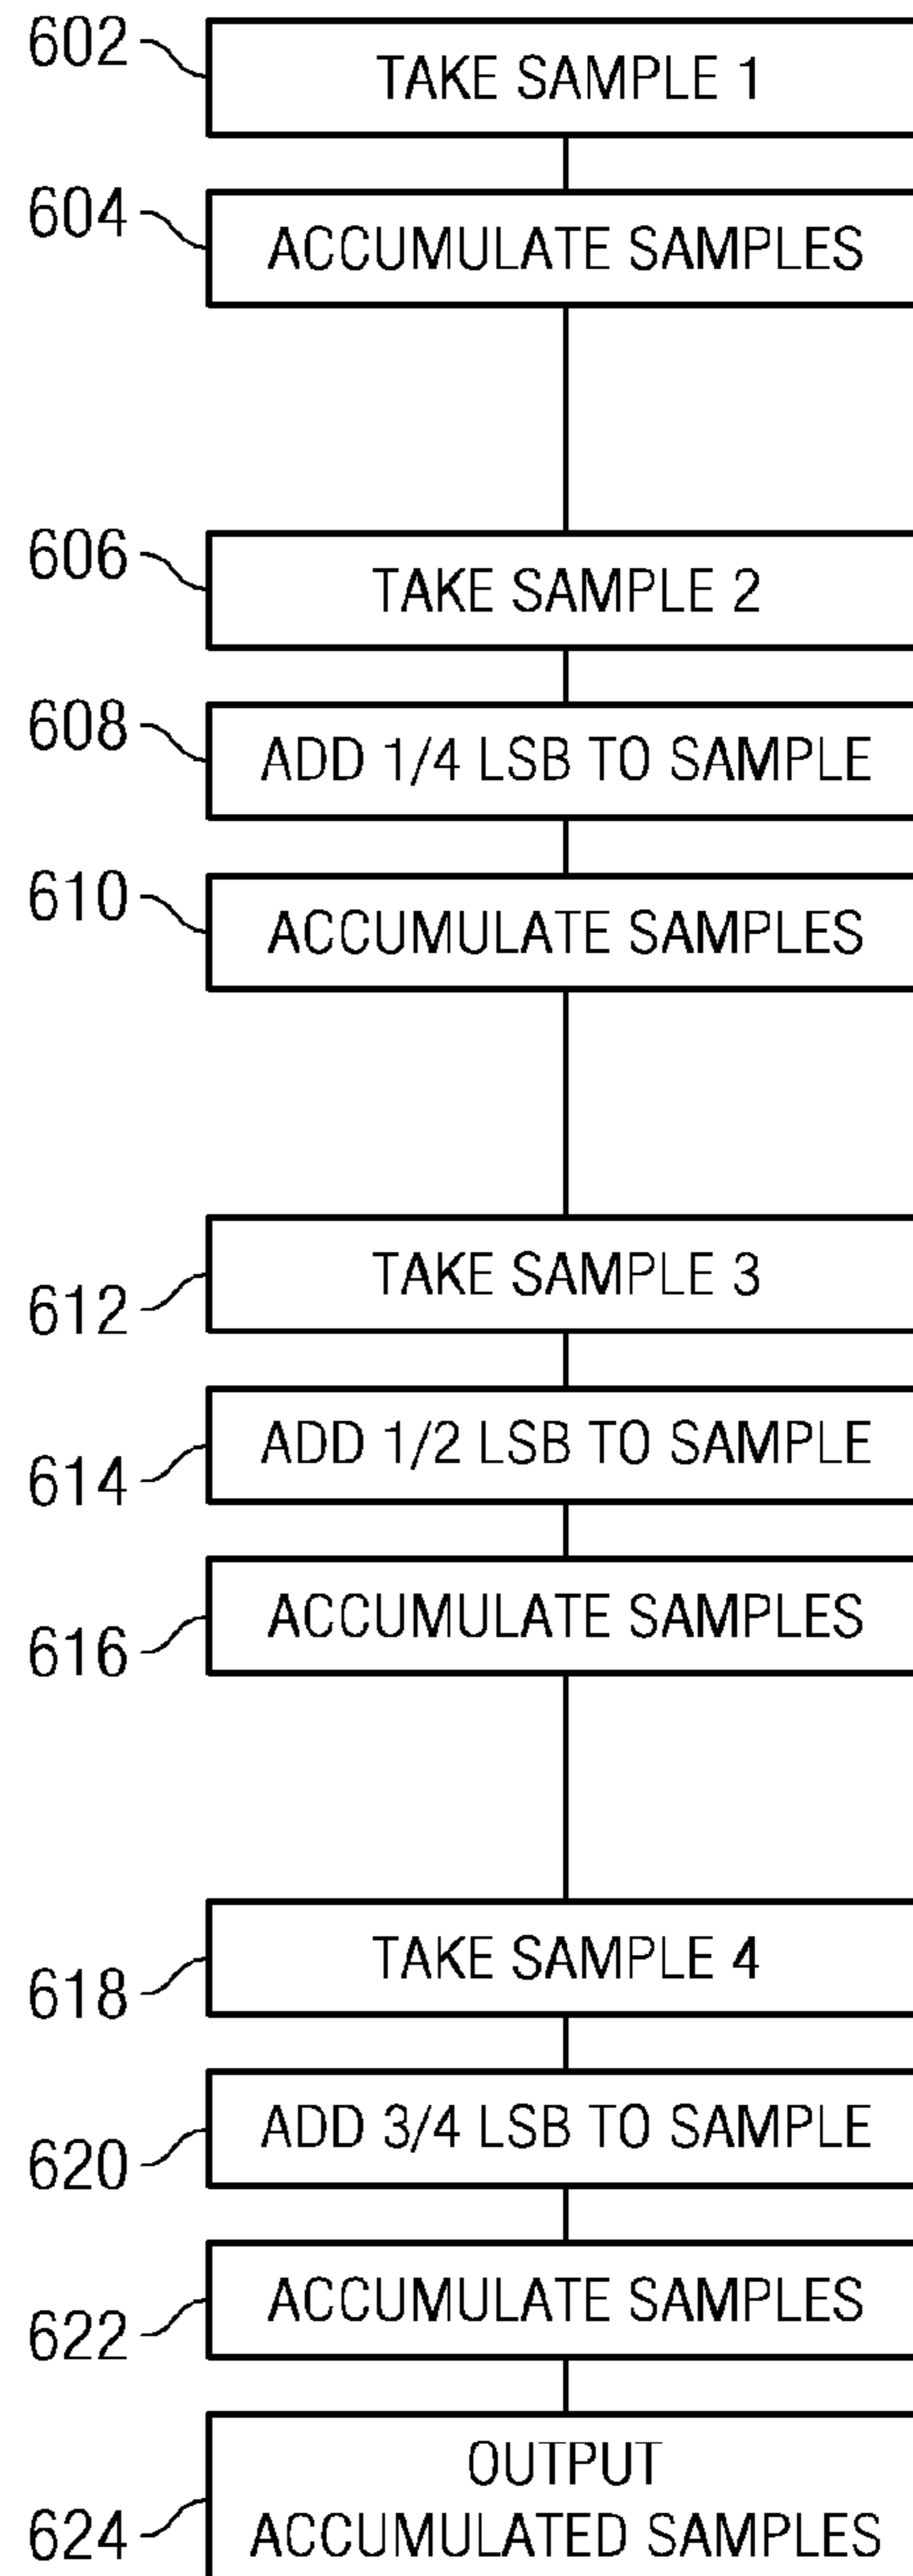 602
TAKE SAMPLE 1
604
ACCUMULATE SAMPLES
606
TAKE SAMPLE 2
608
ADD 1/4 LSB TO SAMPLE
610
ACCUMULATE SAMPLES
612
TAKE SAMPLE 3
614
ADD 1/2 LSB TO SAMPLE
616
ACCUMULATE SAMPLES
618
TAKE SAMPLE 4
620
ADD 3/4 LSB TO SAMPLE
622
ACCUMULATE SAMPLES
624
OUTPUT
ACCUMULATED SAMPLES